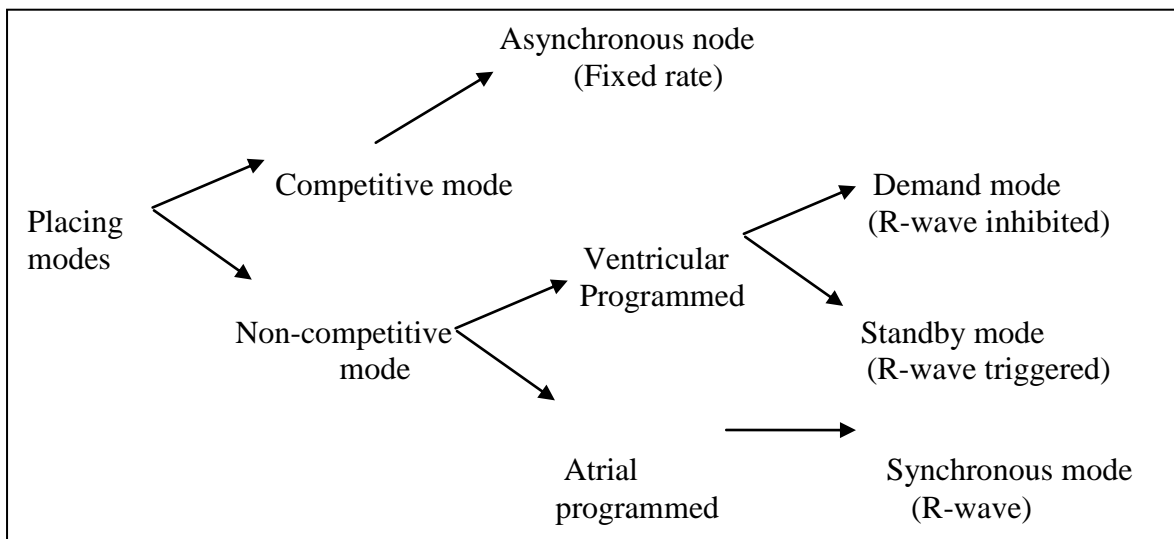 Asynchronous node
(Fixed rate)
Competitive mode
Demand mode
(R-wave inhibited)
Placing
modes
Ventricular
Programmed
Non-competitive
mode
Standby mode
(R-wave triggered)
Atrial
programmed
Synchronous mode
(R-wave)